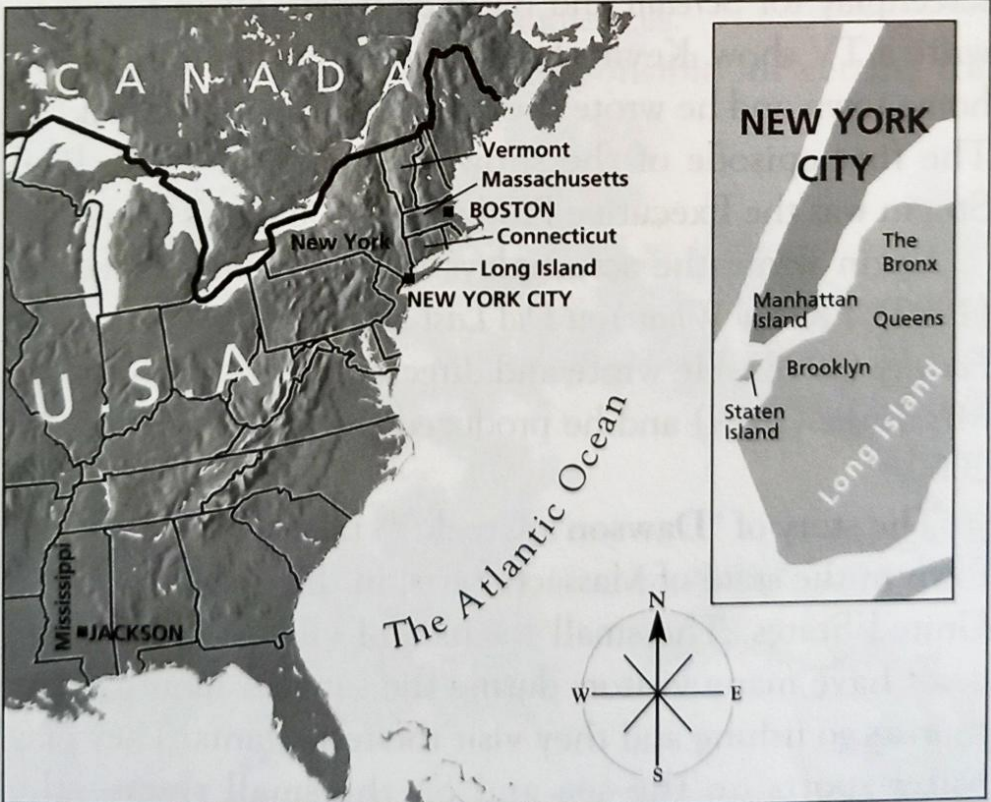 CANADA
Vermont
Massachusetts
BOSTON
Connecticut
New York
Long Island
NEW YORK CITY
USA
The Atlantic Ocean
Mississippi
JACKSON
N
W
E
S
NEW YORK
CITY
The
Bronx
Manhattan
Island
Queens
Brooklyn
Staten
Island
Long Island